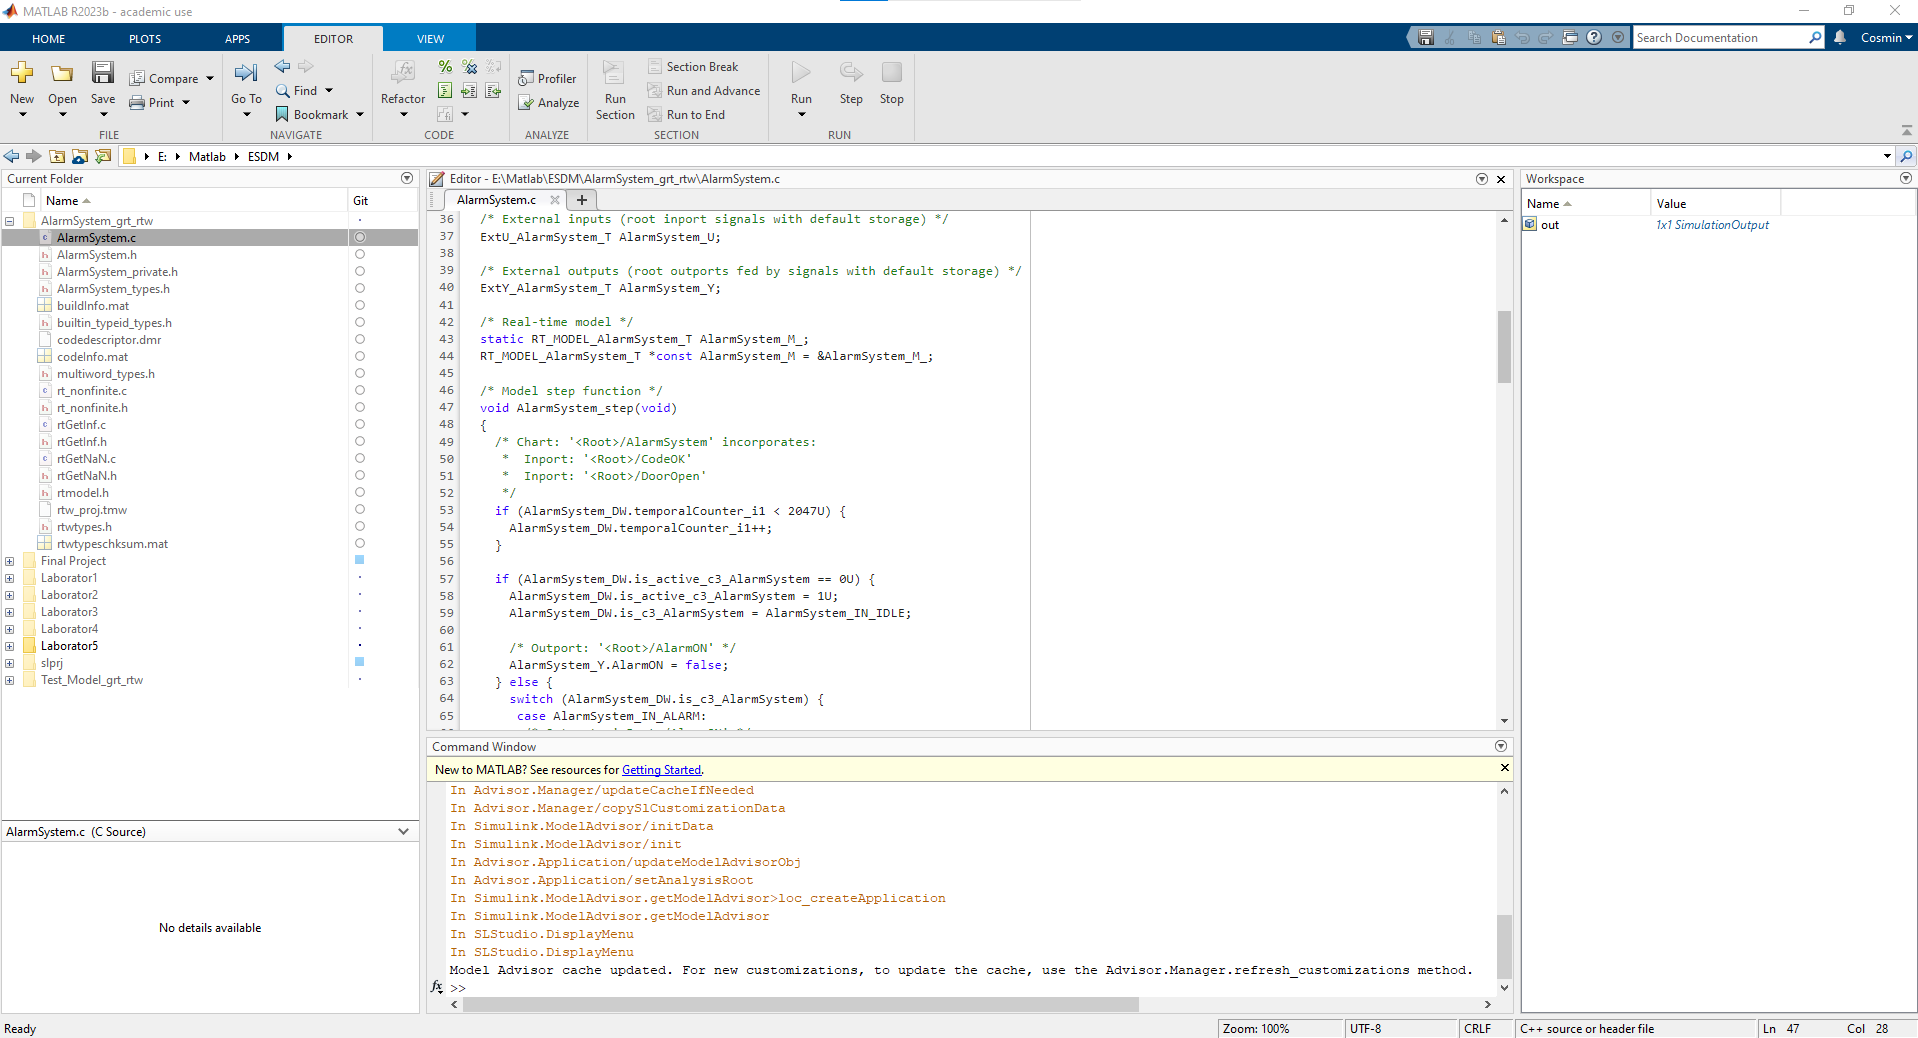 MATLAB R2023b - academic use
HOME PLOTS APPS EDITOR VIEW
Search Documentation
Cosmin
New Open Save Compare Print
FILE
Go To Find Bookmark
NAVIGATE
Refactor
CODE
Profiler Analyze
ANALYZE
Run Section Section Break Run and Advance Run to End
SECTION
Run Step Stop
RUN
E: Matlab ESDM
Current Folder
Name Git
AlarmSystem_grt_rtw
AlarmSystem.c
AlarmSystem.h
AlarmSystem_private.h
AlarmSystem_types.h
buildInfo.mat
builtin_typeid_types.h
codedescriptor.dmr
codeInfo.mat
multiword_types.h
rt_nonfinite.c
rt_nonfinite.h
rtGetInf.c
rtGetInf.h
rtGetNaN.c
rtGetNaN.h
rtmodel.h
rtw_proj.tmw
rtwtypes.h
rtwtypeschksum.mat
Final Project
Laborator1
Laborator2
Laborator3
Laborator4
Laborator5
slprj
Test_Model_grt_rtw
AlarmSystem.c (C Source)
No details available
Editor - E:\Matlab\ESDM\AlarmSystem_grt_rtw\AlarmSystem.c
AlarmSystem.c
36 /* External inputs (root inport signals with default storage) */
37 ExtU_AlarmSystem_T AlarmSystem_U;
38
39 /* External outputs (root outports fed by signals with default storage) */
40 ExtY_AlarmSystem_T AlarmSystem_Y;
41
42 /* Real-time model */
43 static RT_MODEL_AlarmSystem_T AlarmSystem_M_;
44 RT_MODEL_AlarmSystem_T *const AlarmSystem_M = &AlarmSystem_M_;
45
46 /* Model step function */
47 void AlarmSystem_step(void)
48 {
49 /* Chart: '<Root>/AlarmSystem' incorporates:
50 * Inport: '<Root>/CodeOK'
51 * Inport: '<Root>/DoorOpen'
52 */
53 if (AlarmSystem_DW.temporalCounter_i1 < 2047U) {
54 AlarmSystem_DW.temporalCounter_i1++;
55 }
56
57 if (AlarmSystem_DW.is_active_c3_AlarmSystem == 0U) {
58 AlarmSystem_DW.is_active_c3_AlarmSystem = 1U;
59 AlarmSystem_DW.is_c3_AlarmSystem = AlarmSystem_IN_IDLE;
60
61 /* Outport: '<Root>/AlarmON' */
62 AlarmSystem_Y.AlarmON = false;
63 } else {
64 switch (AlarmSystem_DW.is_c3_AlarmSystem) {
65 case AlarmSystem_IN_ALARM:
Command Window
New to MATLAB? See resources for Getting Started.
In Advisor.Manager/updateCacheIfNeeded
In Advisor.Manager/copySlCustomizationData
In Simulink.ModelAdvisor/initData
In Simulink.ModelAdvisor/init
In Advisor.Application/updateModelAdvisorObj
In Advisor.Application/setAnalysisRoot
In Simulink.ModelAdvisor.getModelAdvisor>loc_createApplication
In Simulink.ModelAdvisor.getModelAdvisor
In SLStudio.DisplayMenu
In SLStudio.DisplayMenu
Model Advisor cache updated. For new customizations, to update the cache, use the Advisor.Manager.refresh_customizations method.
fx >>
Workspace
Name Value
out 1x1 SimulationOutput
Ready
Zoom: 100% UTF-8 CRLF C++ source or header file Ln 47 Col 28